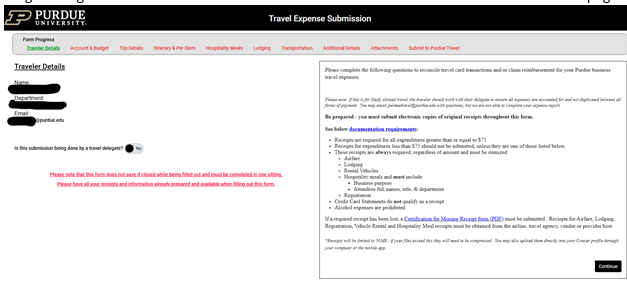 PURDUE
UNIVERSITY.
Travel Expense Submission
Form Progress
Traveler Details Account & Budget Trip Details Itinerary & Per Diem Hospitality Meals Lodging Transportation Additional Details Attachments Submit to Purdue Travel
Traveler Details
Name:
Department:
Email:
@purdue.edu
Is this submission being done by a travel delegate? No
Please note that this form does not save if closed while being filled out and must be completed in one sitting.
Please have all your receipts and information already prepared and available when filling out this form.
Please complete the following questions to reconcile travel card transactions and/or claim reimbursement for your Purdue business
travel expenses.
Please note: if this is for Study Abroad travel, the traveler should work with their delegate to ensure all expenses are accounted for and not duplicated between all
forms of payment. You may email purduetravel@purdue.edu with questions, but we are not able to complete your expense report.
Be prepared - you must submit electronic copies of original receipts throughout this form.
See below documentation requirements:
• Receipts are required for all expenditures greater than or equal to $75.
• Receipts for expenditures less than $75 should not be submitted, unless they are one of those listed below.
• These receipts are always required, regardless of amount and must be itemized:
◦ Airfare
◦ Lodging
◦ Rental Vehicles
◦ Hospitality meals and must include:
▪ Business purpose
▪ Attendees full names, title, & department
◦ Registration
• Credit Card Statements do not qualify as a receipt
• Alcohol expenses are prohibited.
If a required receipt has been lost, a Certification for Missing Receipt form (PDF) must be submitted. Receipts for Airfare, Lodging,
Registration, Vehicle Rental and Hospitality Meal receipts must be obtained from the airline, travel agency, vendor or provider/host.
*Receipts will be limited to 10MB - if your files exceed this they will need to be compressed. You may also upload them directly into your Concur profile through
your computer or the mobile app.
Continue